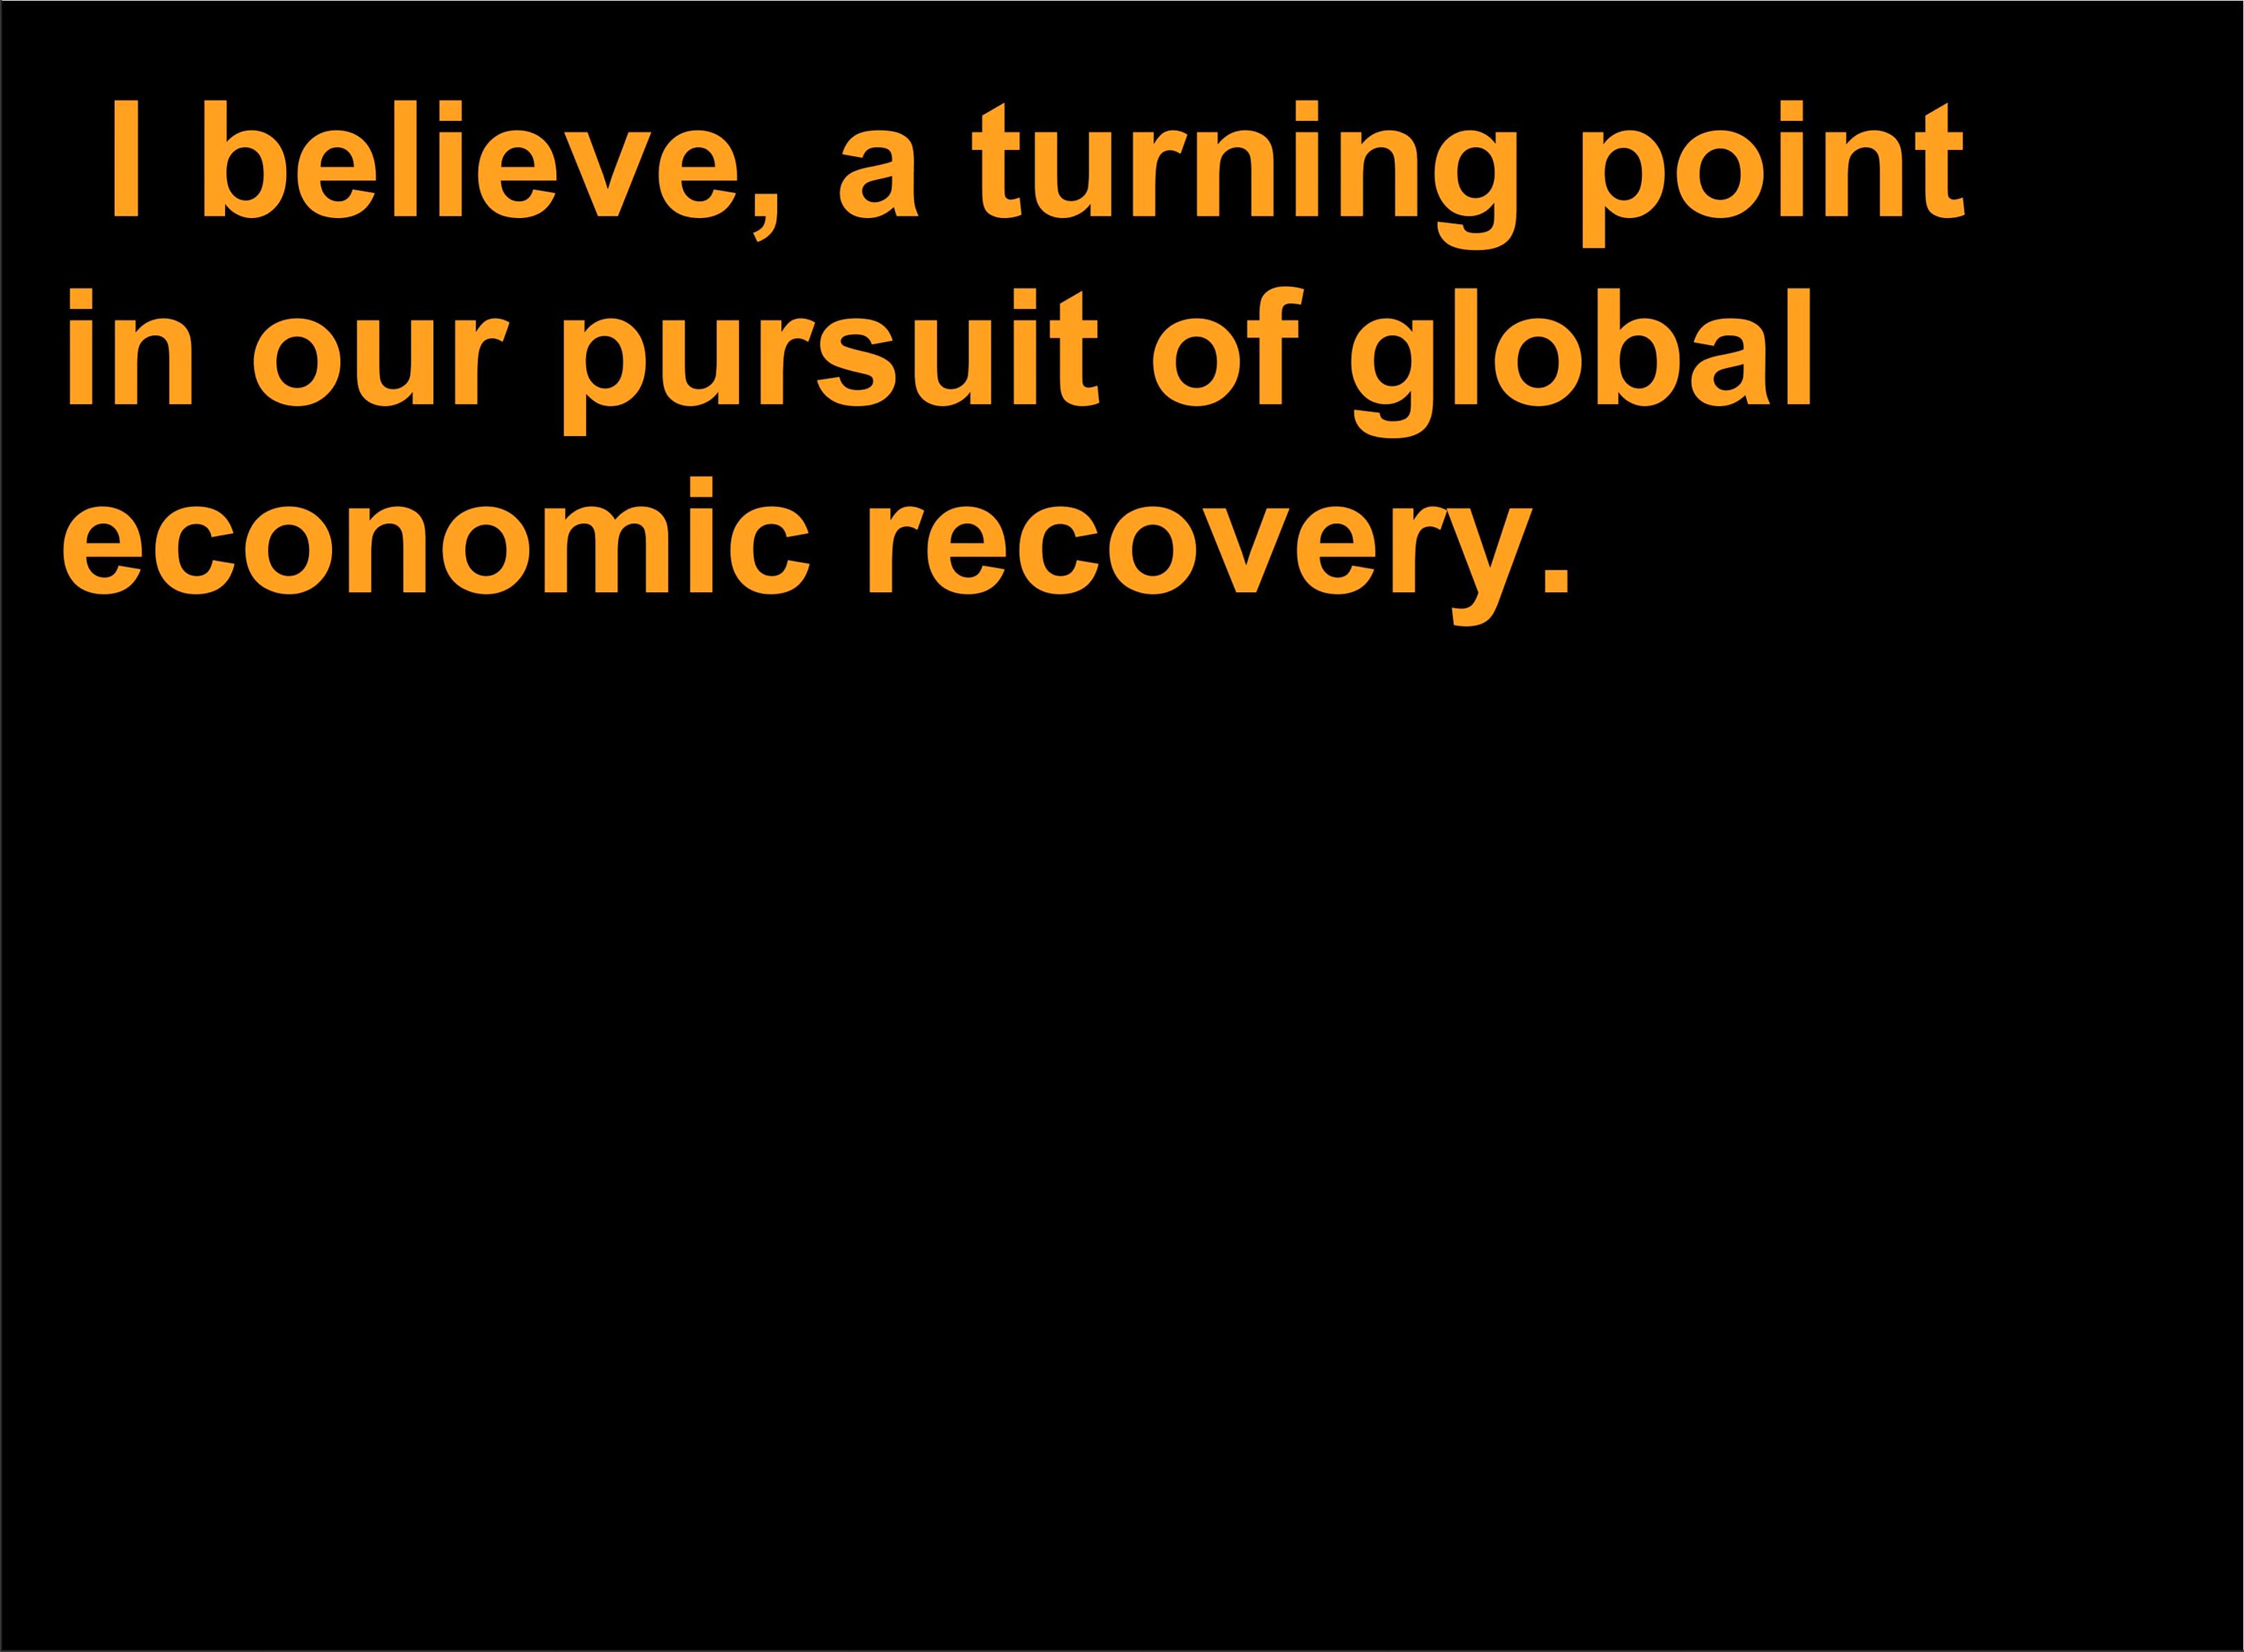 I believe, a turning point
in our pursuit of global
economic recovery.